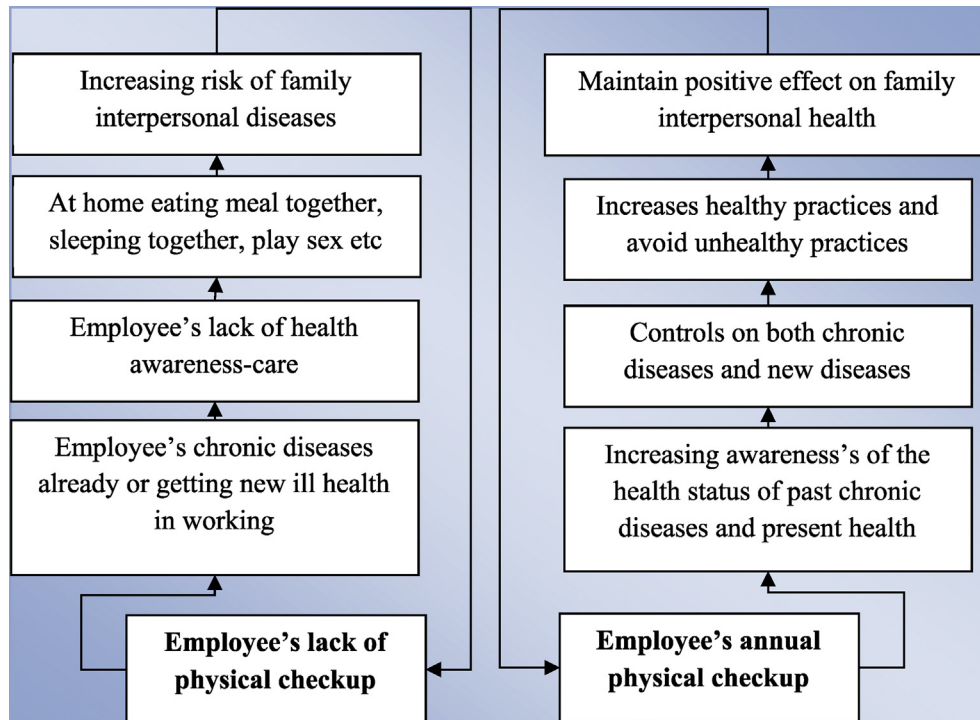 Increasing risk of family
interpersonal diseases
At home eating meal together,
sleeping together, play sex etc
Employee's lack of health
awareness-care
Employee's chronic diseases
already or getting new ill health
in working
Employee's lack of
physical checkup
Maintain positive effect on family
interpersonal health
Increases healthy practices and
avoid unhealthy practices
Controls on both chronic
diseases and new diseases
Increasing awareness's of the
health status of past chronic
diseases and present health
Employee's annual
physical checkup